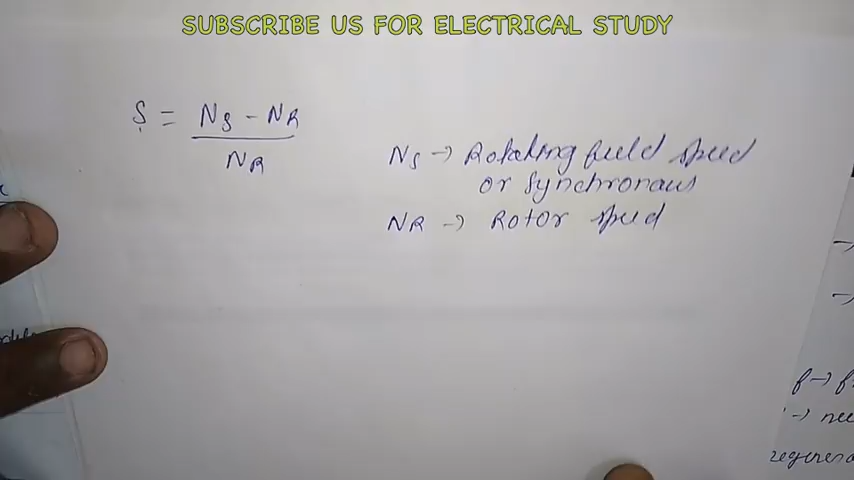 SUBSCRIBE US FOR ELECTRICAL STUDY
S = NS - NR
NR
NS → Rotating field speed
or synchronous
NR → Rotor speed
f →